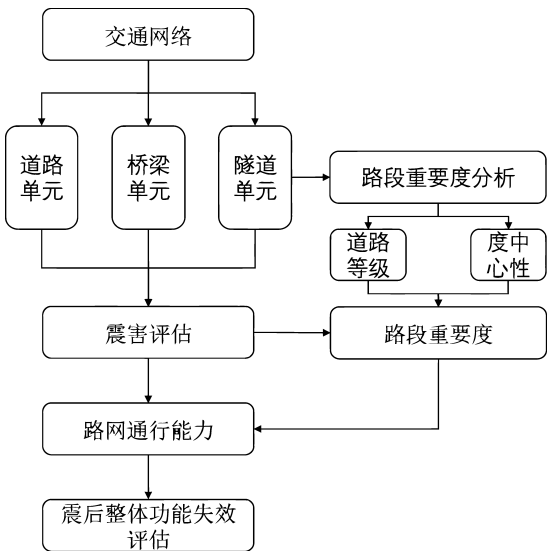 交通网络
道路
单元
桥梁
单元
隧道
单元
路段重要度分析
道路
等级
度中
心性
震害评估
路段重要度
路网通行能力
震后整体功能失效
评估